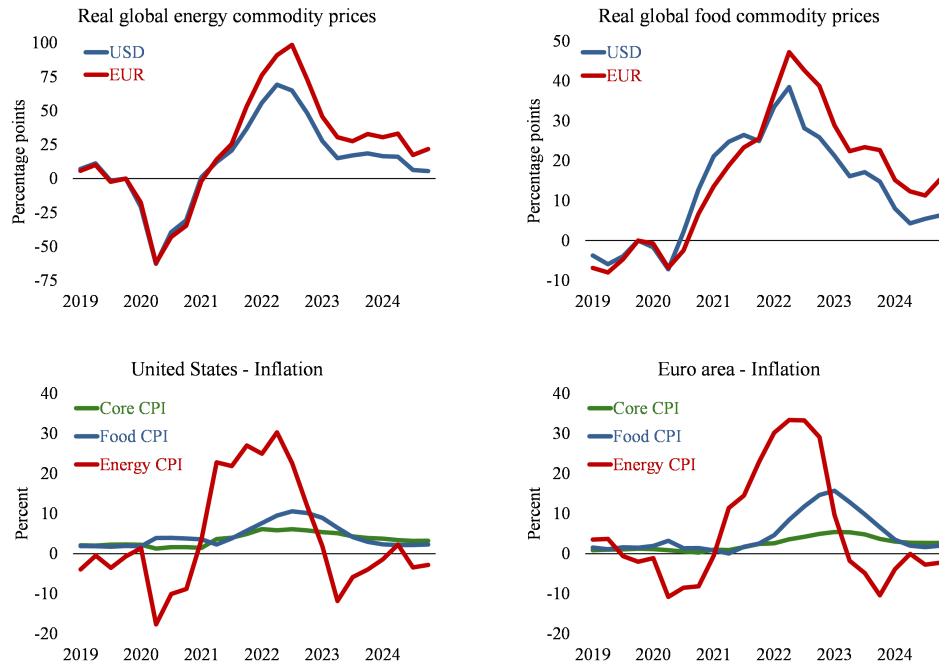 Real global energy commodity prices
USD
EUR
Percentage points
100
75
50
25
0
-25
-50
-75
2019 2020 2021 2022 2023 2024
Real global food commodity prices
USD
EUR
Percentage points
50
40
30
20
10
0
-10
2019 2020 2021 2022 2023 2024
United States - Inflation
Core CPI
Food CPI
Energy CPI
Percent
40
30
20
10
0
-10
-20
2019 2020 2021 2022 2023 2024
Euro area - Inflation
Core CPI
Food CPI
Energy CPI
Percent
40
30
20
10
0
-10
-20
2019 2020 2021 2022 2023 2024